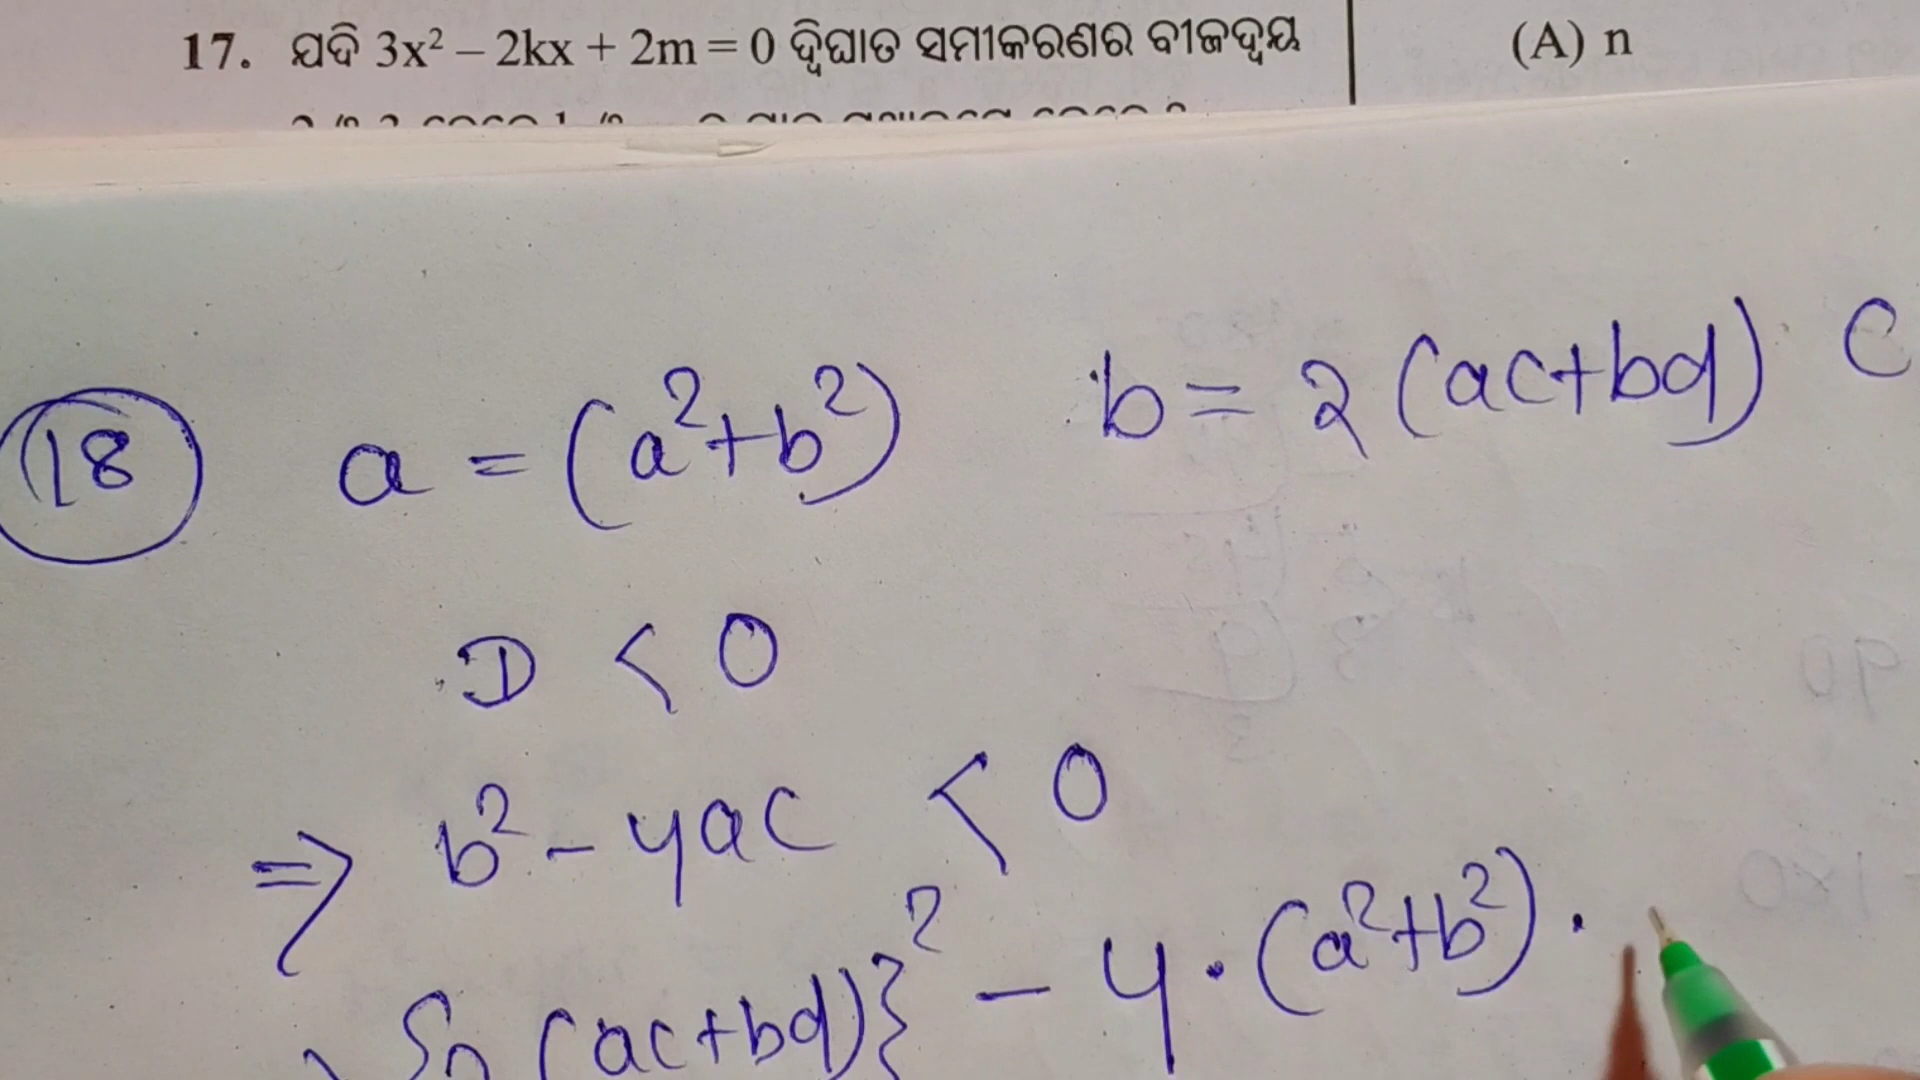 17. ଯଦି 3x² – 2kx + 2m = 0 ଦ୍ବିଘାତ ସମୀକରଣର ବୀଜଦ୍ବୟ
(A) n
18 a = (a²+b²) b = 2 (ac+bd) C
D < 0
⇒ b² - 4ac < 0
(ac+bd)}² - 4 · (a²+b²) ·